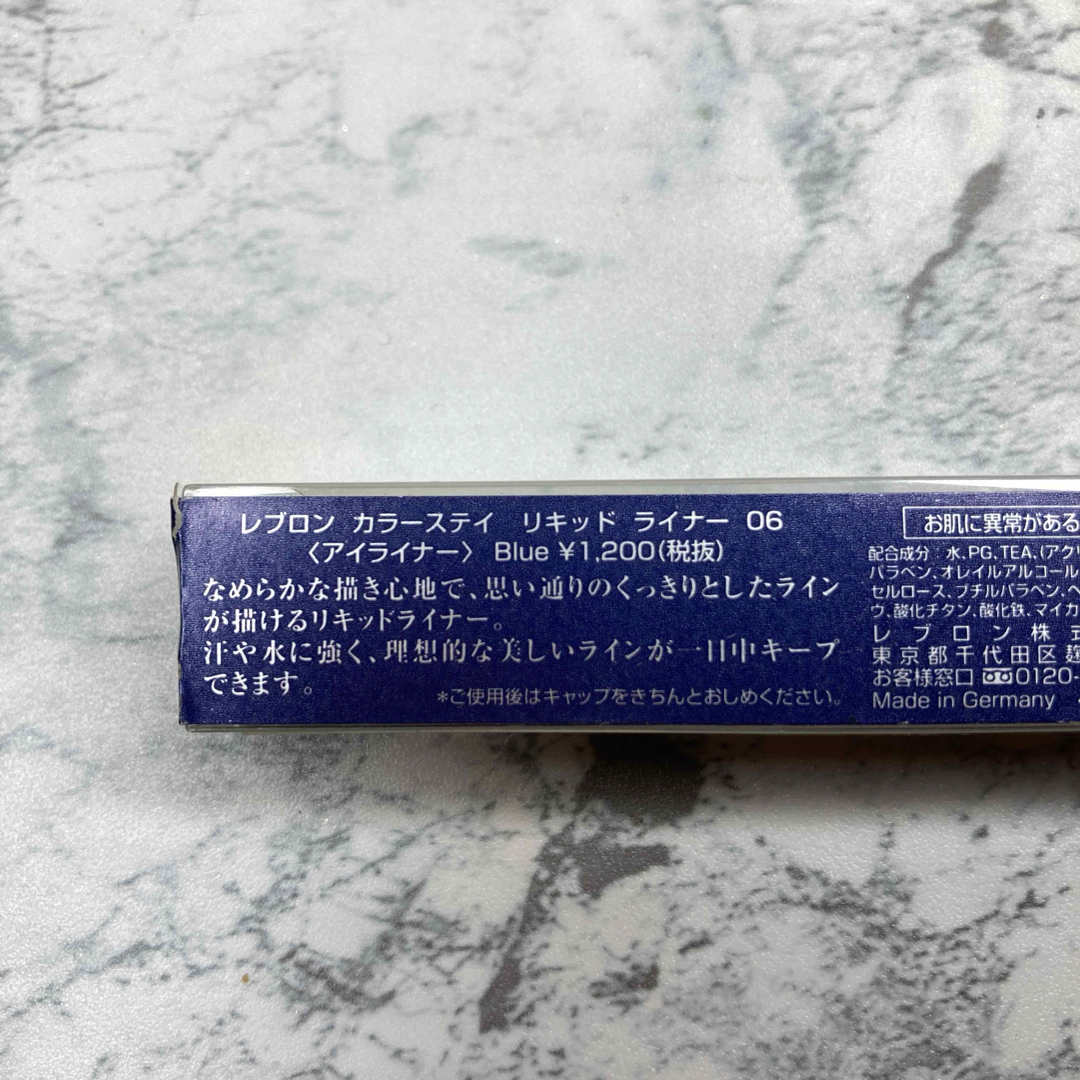 レブロン カラーステイ リキッド ライナー 06
〈アイライナー〉 Blue ¥1,200(税抜)
なめらかな描き心地で、思い通りのくっきりとしたライン
が描けるリキッドライナー。
汗や水に強く、理想的な美しいラインが一日中キープ
できます。
*ご使用後はキャップをきちんとおしめください。
お肌に異常がある
配合成分:水、PG、TEA、(アクリ
パラベン、オレイルアルコール
セルロース、ブチルパラベン、ヘ
ウ、酸化チタン、酸化鉄、マイカ
レブロン株式
東京都千代田区麹
お客様窓口 0120-
Made in Germany